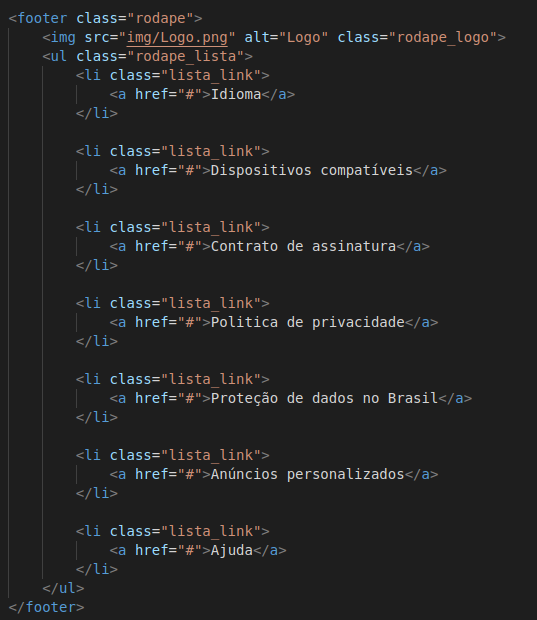 <footer class="rodape">
<img src="img/Logo.png" alt="Logo" class="rodape_logo">
<ul class="rodape_lista">
<li class="lista_link">
<a href="#">Idioma</a>
</li>
<li class="lista_link">
<a href="#">Dispositivos compatíveis</a>
</li>
<li class="lista_link">
<a href="#">Contrato de assinatura</a>
</li>
<li class="lista_link">
<a href="#">Politica de privacidade</a>
</li>
<li class="lista_link">
<a href="#">Proteção de dados no Brasil</a>
</li>
<li class="lista_link">
<a href="#">Anúncios personalizados</a>
</li>
<li class="lista_link">
<a href="#">Ajuda</a>
</li>
</ul>
</footer>